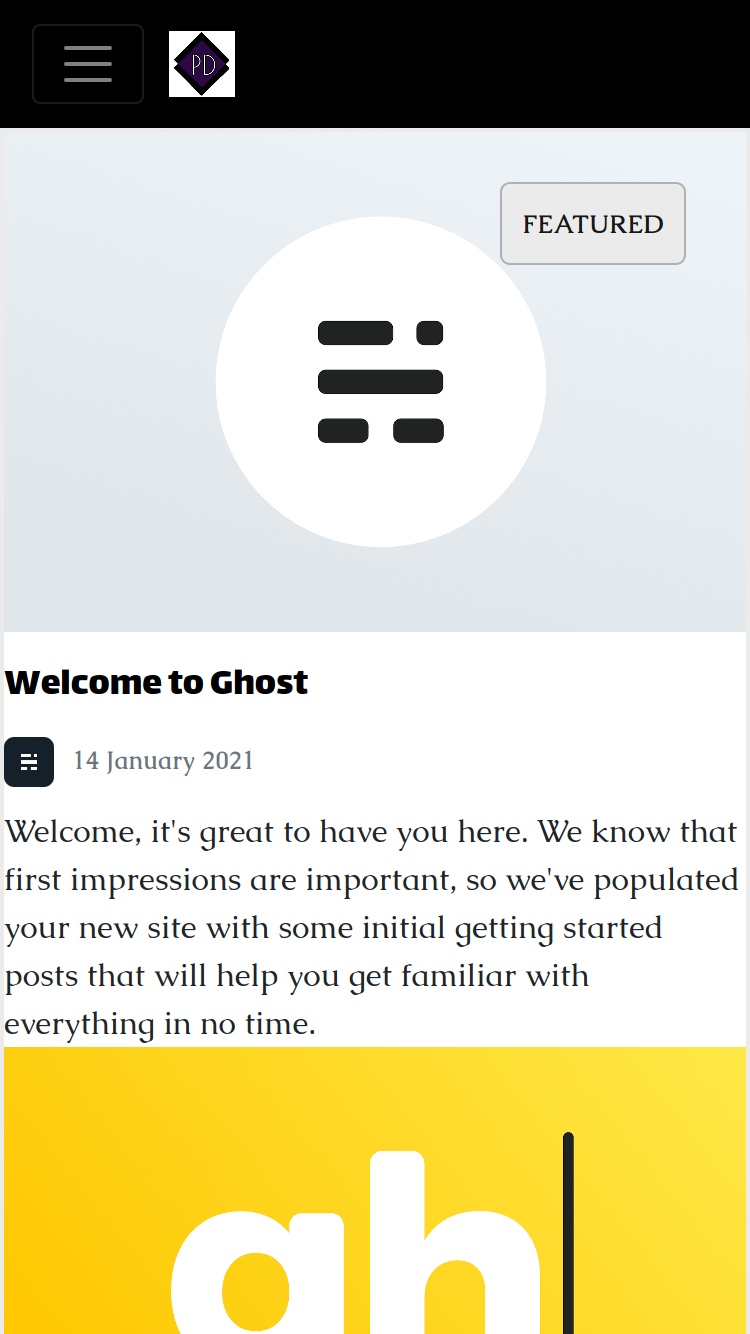 PD
FEATURED
Welcome to Ghost
14 January 2021
Welcome, it's great to have you here. We know that
first impressions are important, so we've populated
your new site with some initial getting started
posts that will help you get familiar with
everything in no time.
gh